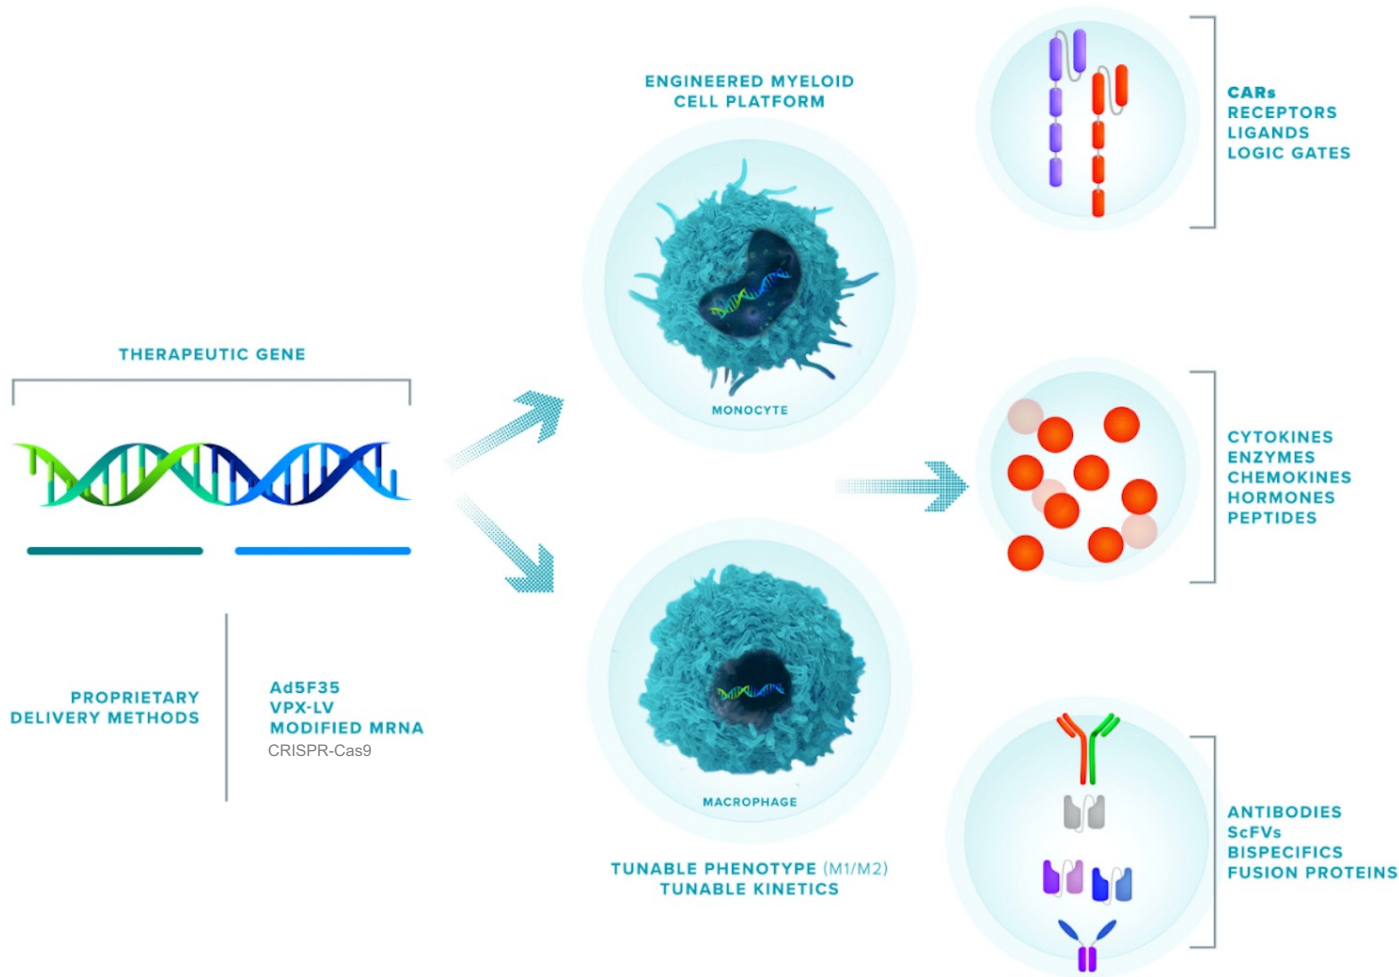 THERAPEUTIC GENE
PROPRIETARY
DELIVERY METHODS
Ad5F35
VPX-LV
MODIFIED MRNA
CRISPR-Cas9
ENGINEERED MYELOID
CELL PLATFORM
MONOCYTE
MACROPHAGE
TUNABLE PHENOTYPE (M1/M2)
TUNABLE KINETICS
CARs
RECEPTORS
LIGANDS
LOGIC GATES
CYTOKINES
ENZYMES
CHEMOKINES
HORMONES
PEPTIDES
ANTIBODIES
ScFVs
BISPECIFICS
FUSION PROTEINS